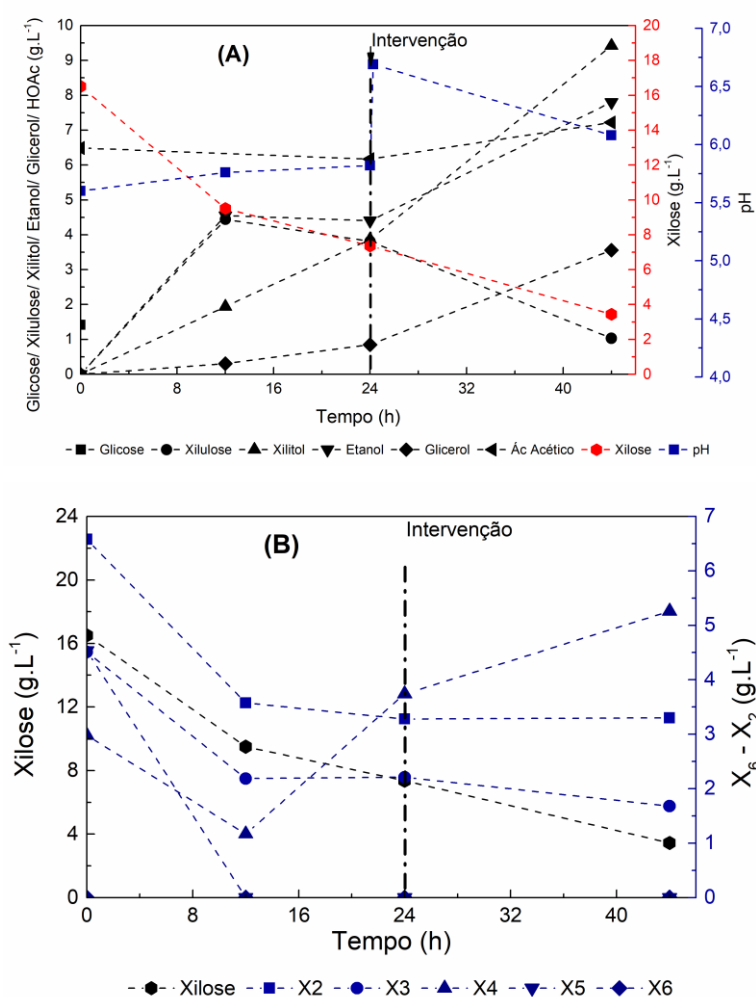 (A)
Intervenção
Glicose/ Xilulose/ Xilitol/ Etanol/ Glicerol/ HOAc (g.L⁻¹)
10
9
8
7
6
5
4
3
2
1
0
20
18
16
14
12
10
8
6
4
2
0
Xilose (g.L⁻¹)
7,0
6,5
6,0
5,5
5,0
4,5
4,0
pH
0 8 16 24 32 40
Tempo (h)
Glicose Xilulose Xilitol Etanol Glicerol Ác Acético Xilose pH
(B)
Intervenção
Xilose (g.L⁻¹)
24
20
16
12
8
4
0
7
6
5
4
3
2
1
0
X₆ - X₂ (g.L⁻¹)
0 8 16 24 32 40
Tempo (h)
Xilose X2 X3 X4 X5 X6